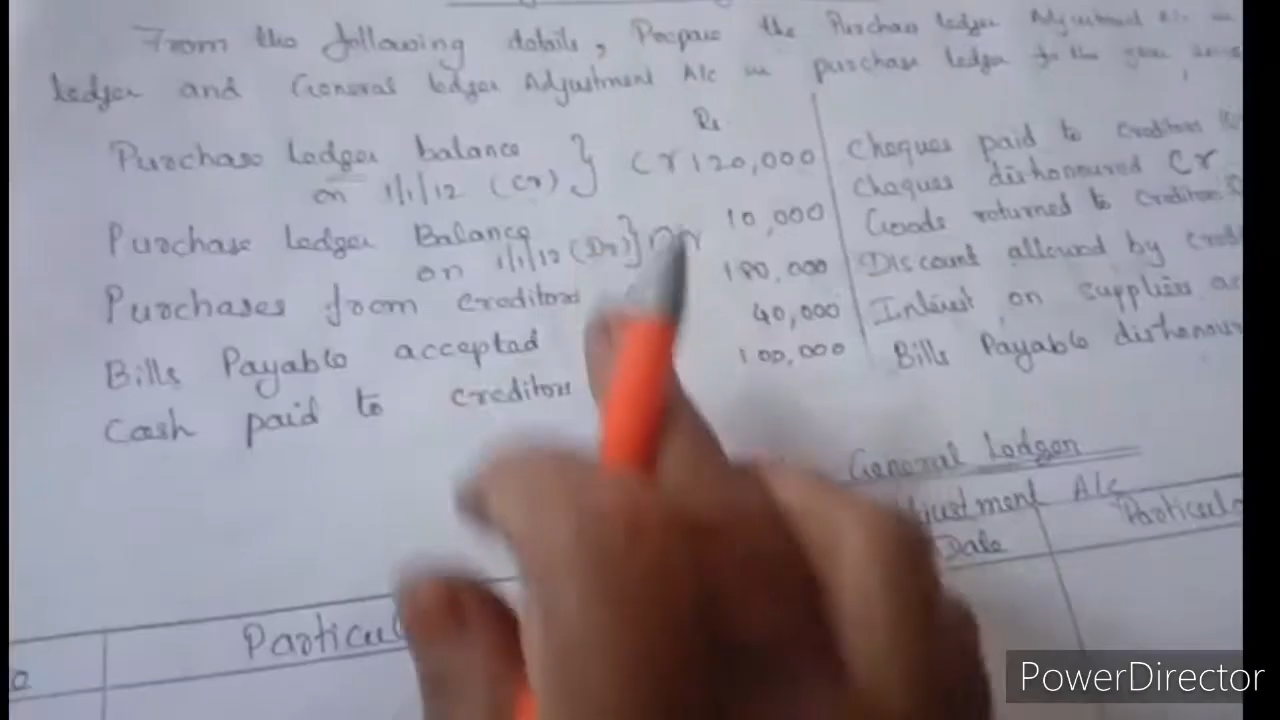 From the following details, Prepare the Purchase ledger Adjustment A/c in
ledger and General ledger Adjustment A/c in purchase ledger for the year
Rs
Purchase ledger balance
on 1/1/12 (Cr) } Cr 120,000
Purchase ledger Balance
on 1/1/12 (Dr) } 10,000
Purchases from creditors 180,000
Bills Payable accepted 40,000
Cash paid to creditors 100,000
Cheques paid to creditors
Cheques dishonoured Cr
Goods returned to creditors
Discount allowed by
Interest on suppliers
Bills Payable
General Ledger
A/c
Date
PowerDirector